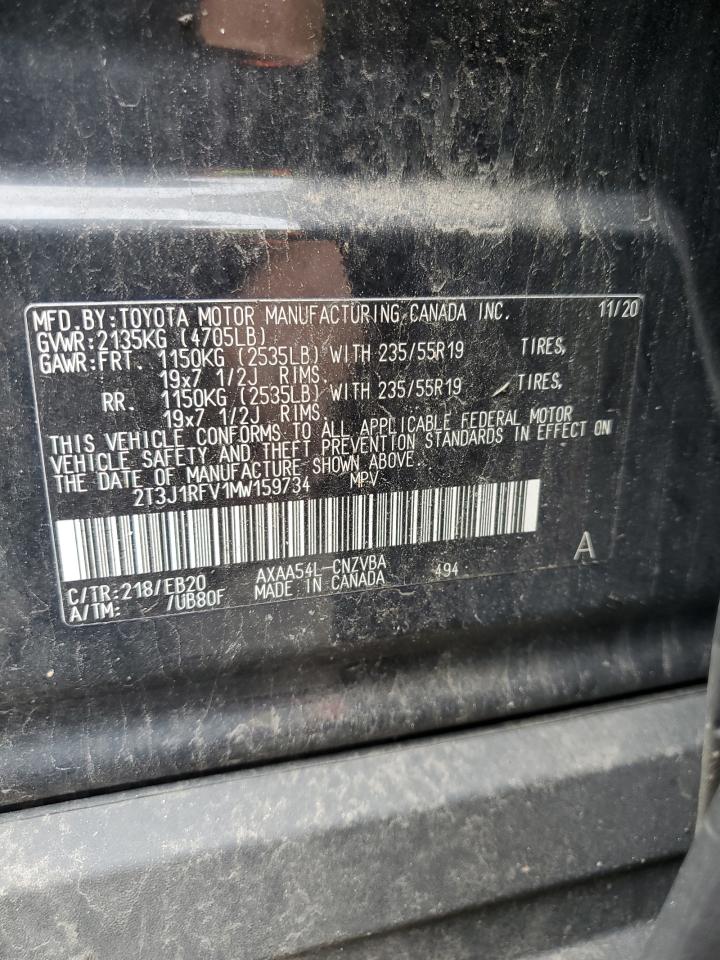 MFD.BY:TOYOTA MOTOR MANUFACTURING CANADA INC. 11/20
GVWR:2135KG (4705LB)
GAWR:FRT. 1150KG (2535LB) WITH 235/55R19 TIRES,
19x7 1/2J RIMS.
RR. 1150KG (2535LB) WITH 235/55R19 TIRES,
19x7 1/2J RIMS.
THIS VEHICLE CONFORMS TO ALL APPLICABLE FEDERAL MOTOR
VEHICLE SAFETY AND THEFT PREVENTION STANDARDS IN EFFECT ON
THE DATE OF MANUFACTURE SHOWN ABOVE.
2T3J1RFV1MW159734 MPV
A
C/TR:218/EB20 AXAA54L-CNZVBA 494
A/TM: /UB80F MADE IN CANADA